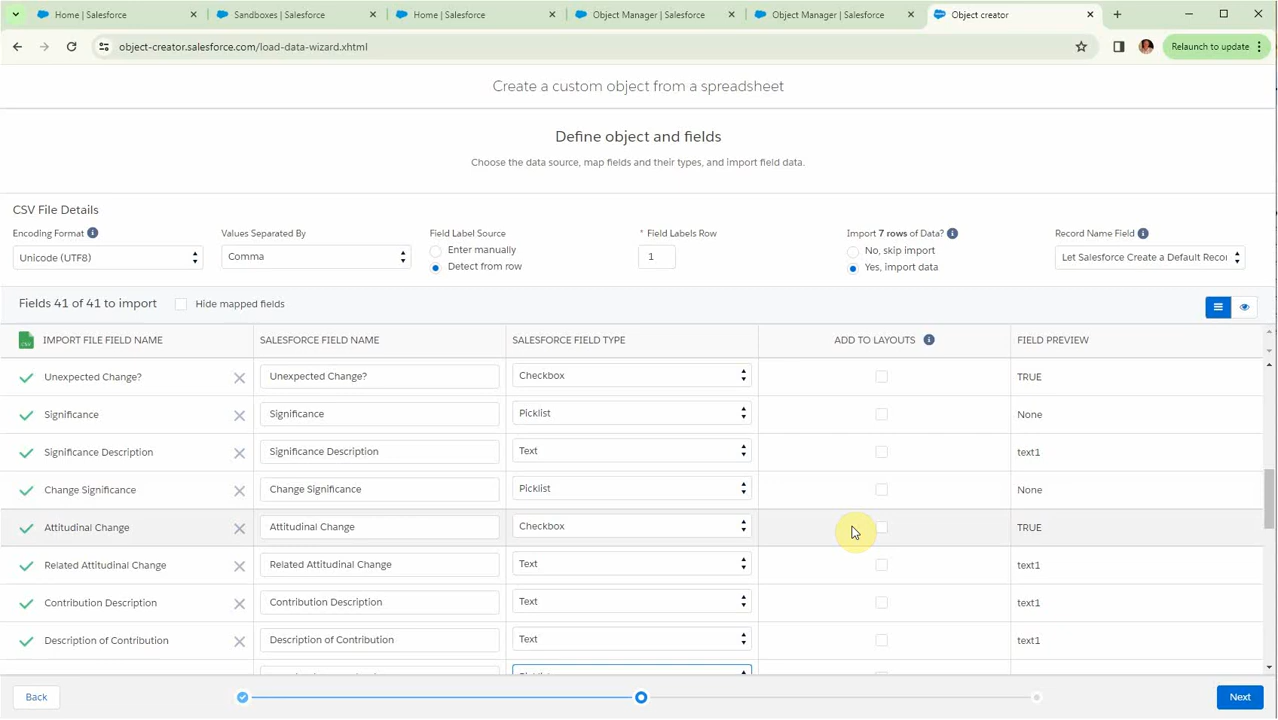 Home | Salesforce
Sandboxes | Salesforce
Home | Salesforce
Object Manager | Salesforce
Object Manager | Salesforce
Object creator
object-creator.salesforce.com/load-data-wizard.xhtml
Relaunch to update
Create a custom object from a spreadsheet
Define object and fields
Choose the data source, map fields and their types, and import field data.
CSV File Details
Encoding Format
Values Separated By
Field Label Source
* Field Labels Row
Import 7 rows of Data?
Record Name Field
Unicode (UTF8)
Comma
Enter manually
Detect from row
1
No, skip import
Yes, import data
Let Salesforce Create a Default Recor
Fields 41 of 41 to import
Hide mapped fields
CSV
IMPORT FILE FIELD NAME
SALESFORCE FIELD NAME
SALESFORCE FIELD TYPE
ADD TO LAYOUTS
FIELD PREVIEW
Unexpected Change?
Unexpected Change?
Checkbox
TRUE
Significance
Significance
Picklist
None
Significance Description
Significance Description
Text
text1
Change Significance
Change Significance
Picklist
None
Attitudinal Change
Attitudinal Change
Checkbox
TRUE
Related Attitudinal Change
Related Attitudinal Change
Text
text1
Contribution Description
Contribution Description
Text
text1
Description of Contribution
Description of Contribution
Text
text1
Back
Next